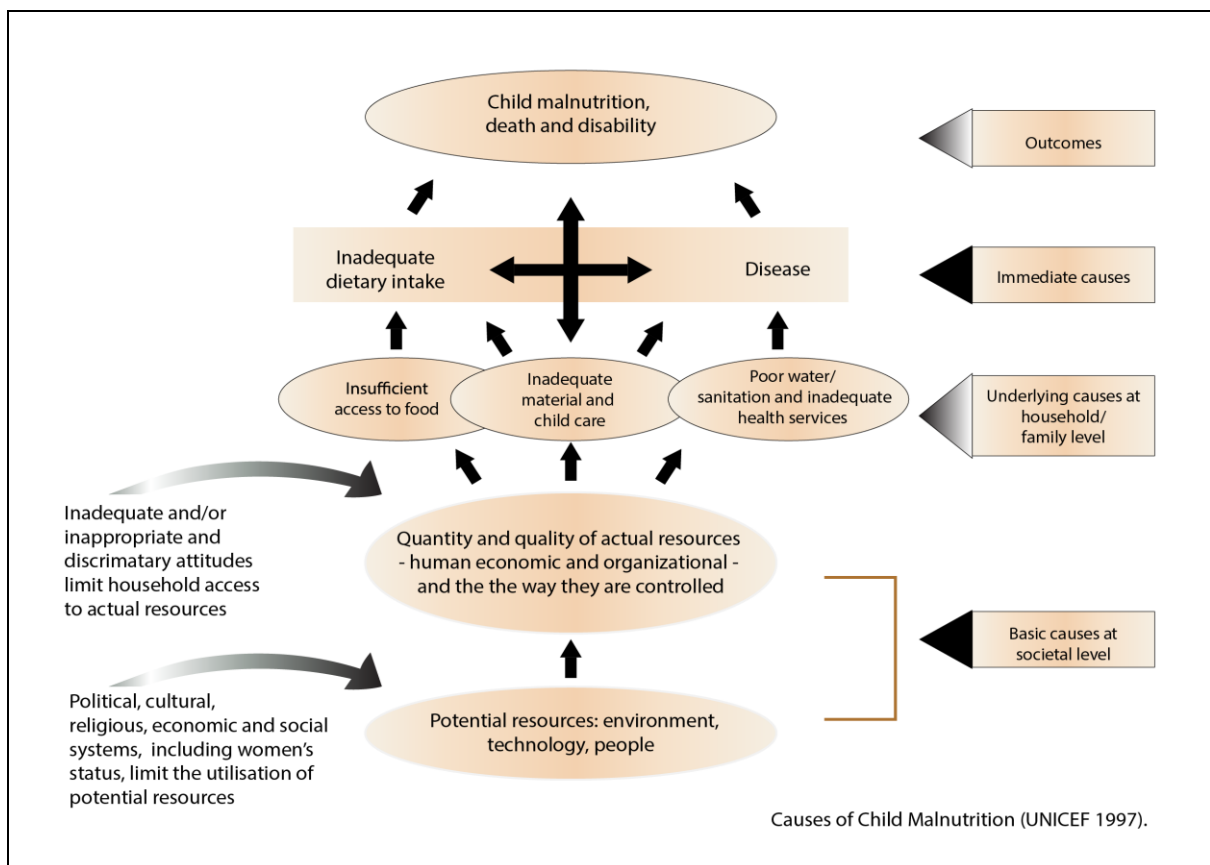 Child malnutrition,
death and disability
Outcomes
Inadequate
dietary intake
Disease
Immediate causes
Insufficient
access to food
Inadequate
material and
child care
Poor water/
sanitation and inadequate
health services
Underlying causes at
household/
family level
Inadequate and/or
inappropriate and
discrimatary attitudes
limit household access
to actual resources
Quantity and quality of actual resources
- human economic and organizational -
and the the way they are controlled
Basic causes at
societal level
Political, cultural,
religious, economic and social
systems, including women's
status, limit the utilisation of
potential resources
Potential resources: environment,
technology, people
Causes of Child Malnutrition (UNICEF 1997).